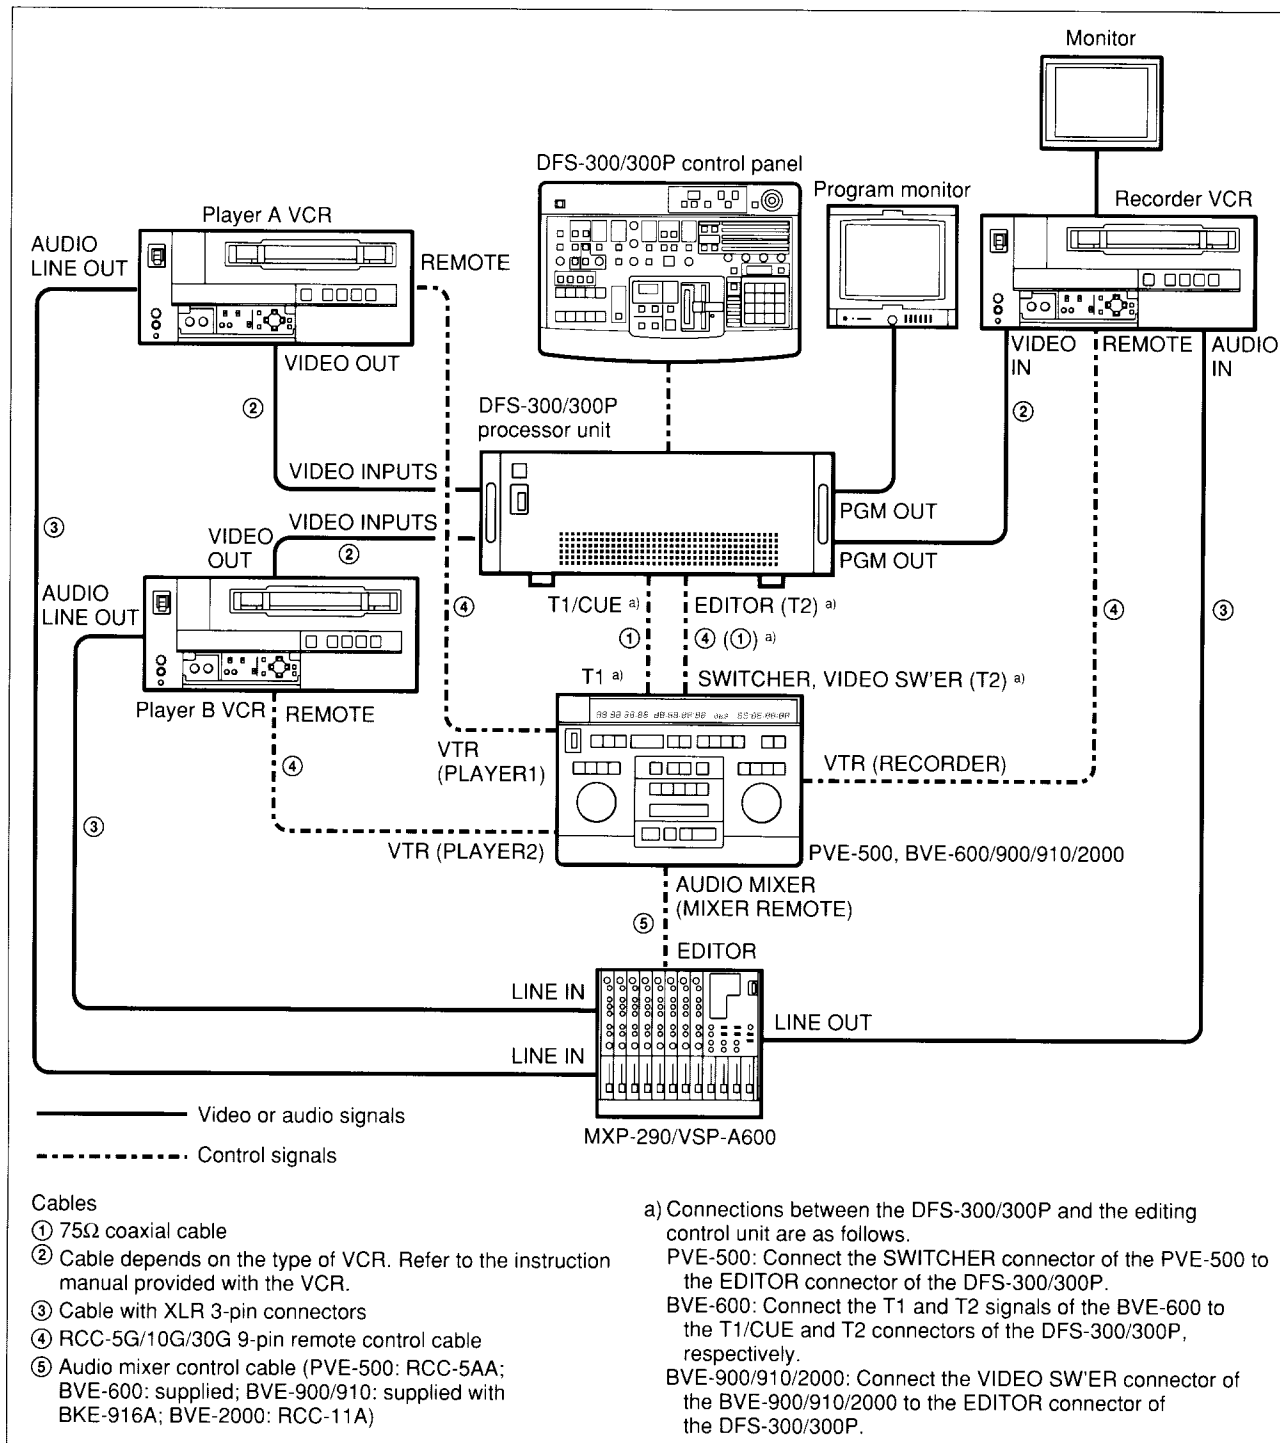 Monitor
DFS-300/300P control panel
Program monitor
Recorder VCR
Player A VCR
AUDIO
LINE OUT
REMOTE
VIDEO OUT
VIDEO
IN
REMOTE
AUDIO
IN
②
DFS-300/300P
processor unit
②
VIDEO INPUTS
PGM OUT
③
VIDEO
OUT
VIDEO INPUTS
②
PGM OUT
AUDIO
LINE OUT
④
T1/CUE a)
EDITOR (T2) a)
④
③
①
④ (①) a)
T1 a)
SWITCHER, VIDEO SW'ER (T2) a)
Player B VCR
REMOTE
④
VTR
(PLAYER1)
VTR (RECORDER)
③
VTR (PLAYER2)
PVE-500, BVE-600/900/910/2000
AUDIO MIXER
(MIXER REMOTE)
⑤
EDITOR
LINE IN
LINE OUT
LINE IN
MXP-290/VSP-A600
Video or audio signals
Control signals
Cables
① 75Ω coaxial cable
② Cable depends on the type of VCR. Refer to the instruction
manual provided with the VCR.
③ Cable with XLR 3-pin connectors
④ RCC-5G/10G/30G 9-pin remote control cable
⑤ Audio mixer control cable (PVE-500: RCC-5AA;
BVE-600: supplied; BVE-900/910: supplied with
BKE-916A; BVE-2000: RCC-11A)
a) Connections between the DFS-300/300P and the editing
control unit are as follows.
PVE-500: Connect the SWITCHER connector of the PVE-500 to
the EDITOR connector of the DFS-300/300P.
BVE-600: Connect the T1 and T2 signals of the BVE-600 to
the T1/CUE and T2 connectors of the DFS-300/300P,
respectively.
BVE-900/910/2000: Connect the VIDEO SW'ER connector of
the BVE-900/910/2000 to the EDITOR connector of
the DFS-300/300P.